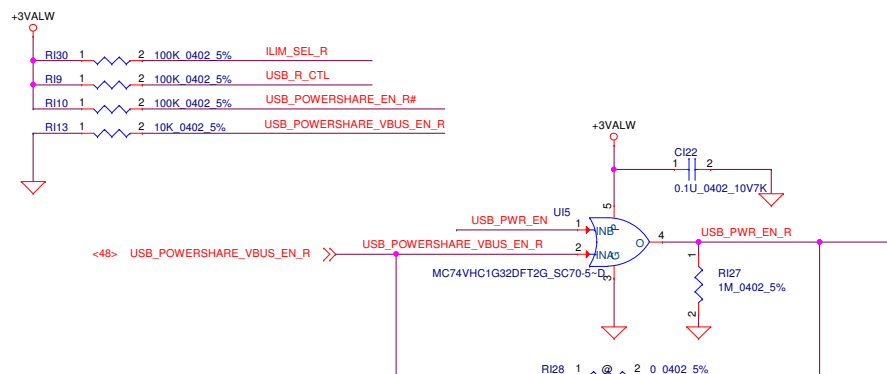 +3VALW
RI30 1 2 100K_0402_5% ILIM_SEL_R
RI9 1 2 100K_0402_5% USB_R_CTL
RI10 1 2 100K_0402_5% USB_POWERSHARE_EN_R#
RI13 1 2 10K_0402_5% USB_POWERSHARE_VBUS_EN_R
+3VALW
CI22
1 2
0.1U_0402_10V7K
5
UI5
USB_PWR_EN 1 INB P
4 USB_PWR_EN_R
O
<48> USB_POWERSHARE_VBUS_EN_R USB_POWERSHARE_VBUS_EN_R 2 INA G
MC74VHC1G32DFT2G_SC70-5~D
3
1
RI27
1M_0402_5%
2
RI28 1 @ 2 0_0402_5%